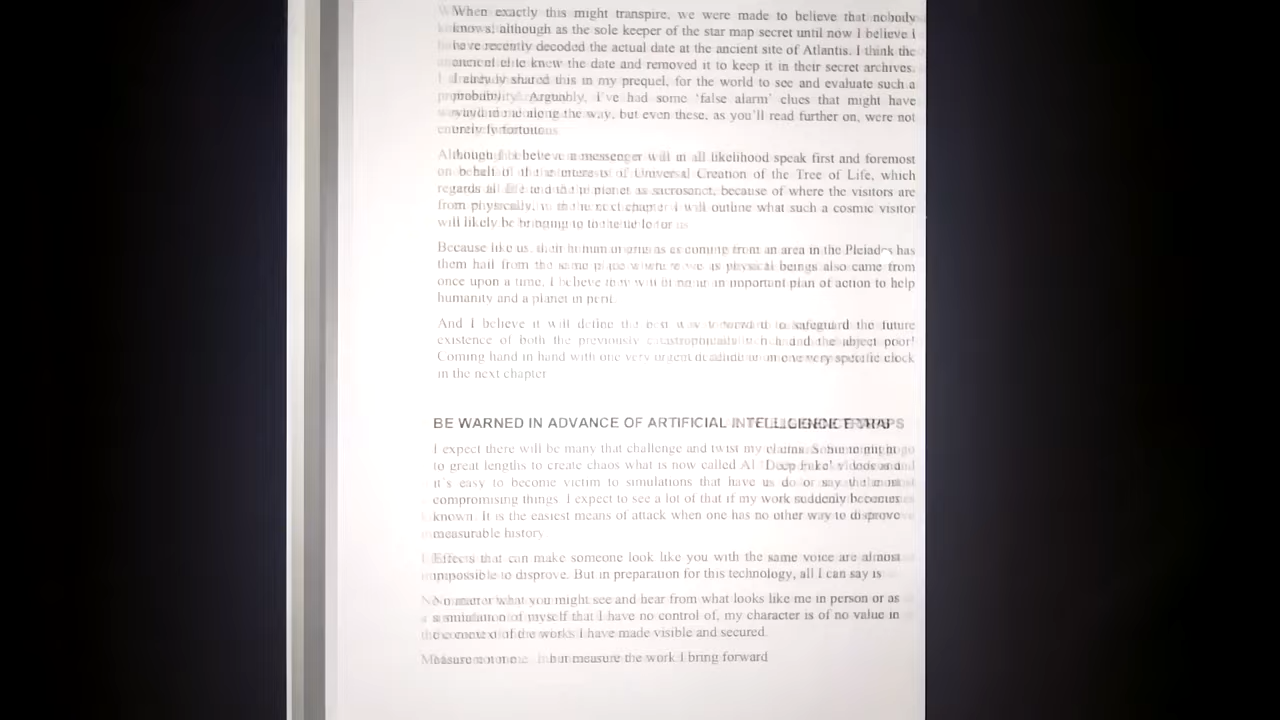 When exactly this might transpire, we were made to believe that nobody
knows, although as the sole keeper of the star map secret until now I believe I
have recently decoded the actual date at the ancient site of Atlantis. I think the
ancient elite knew the date and removed it to keep it in their secret archives.
I already shared this in my prequel, for the world to see and evaluate such a
probability. Arguably, I've had some 'false alarm' clues that might have
along the way, but even these, as you'll read further on, were not
entirely fortuitous
Although I believe a messenger will in all likelihood speak first and foremost
on behalf of the interests of Universal Creation of the Tree of Life, which
regards all life and the planet as sacrosanct, because of where the visitors are
from physically, in the next chapter I will outline what such a cosmic visitor
will likely be bringing to the table for us
Because like us, their human origins as coming from an area in the Pleiades has
them hail from the same place where we as physical beings also came from
once upon a time, I believe they will bring an important plan of action to help
humanity and a planet in peril.
And I believe it will define the best way forward to safeguard the future
existence of both the previously catastrophically rich and the abject poor!
Coming hand in hand with one very urgent deadline on one very specific clock
in the next chapter
BE WARNED IN ADVANCE OF ARTIFICIAL INTELLIGENCE TRAPS
I expect there will be many that challenge and twist my claims. Some might go
to great lengths to create chaos what is now called AI 'Deep Fake' videos and
it's easy to become victim to simulations that have us do or say the most
compromising things. I expect to see a lot of that if my work suddenly becomes
known. It is the easiest means of attack when one has no other way to disprove
measurable history
Effects that can make someone look like you with the same voice are almost
impossible to disprove. But in preparation for this technology, all I can say is
No matter what you might see and hear from what looks like me in person or as
a simulation of myself that I have no control of, my character is of no value in
the context of the works I have made visible and secured.
Measure not me but measure the work I bring forward